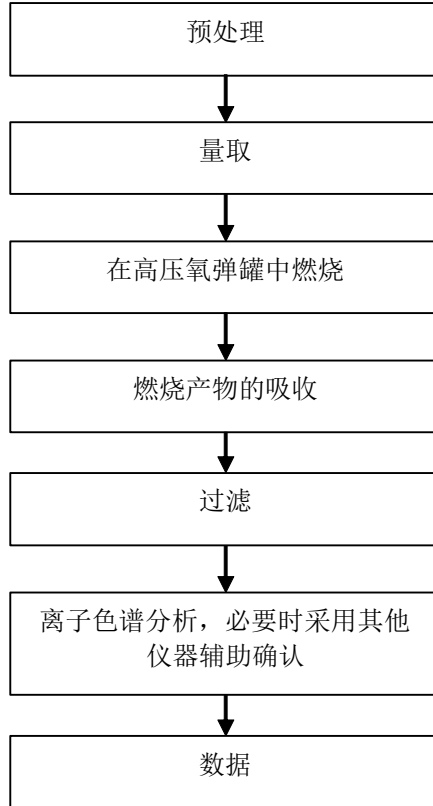 预处理
量取
在高压氧弹罐中燃烧
燃烧产物的吸收
过滤
离子色谱分析，必要时采用其他
仪器辅助确认
数据